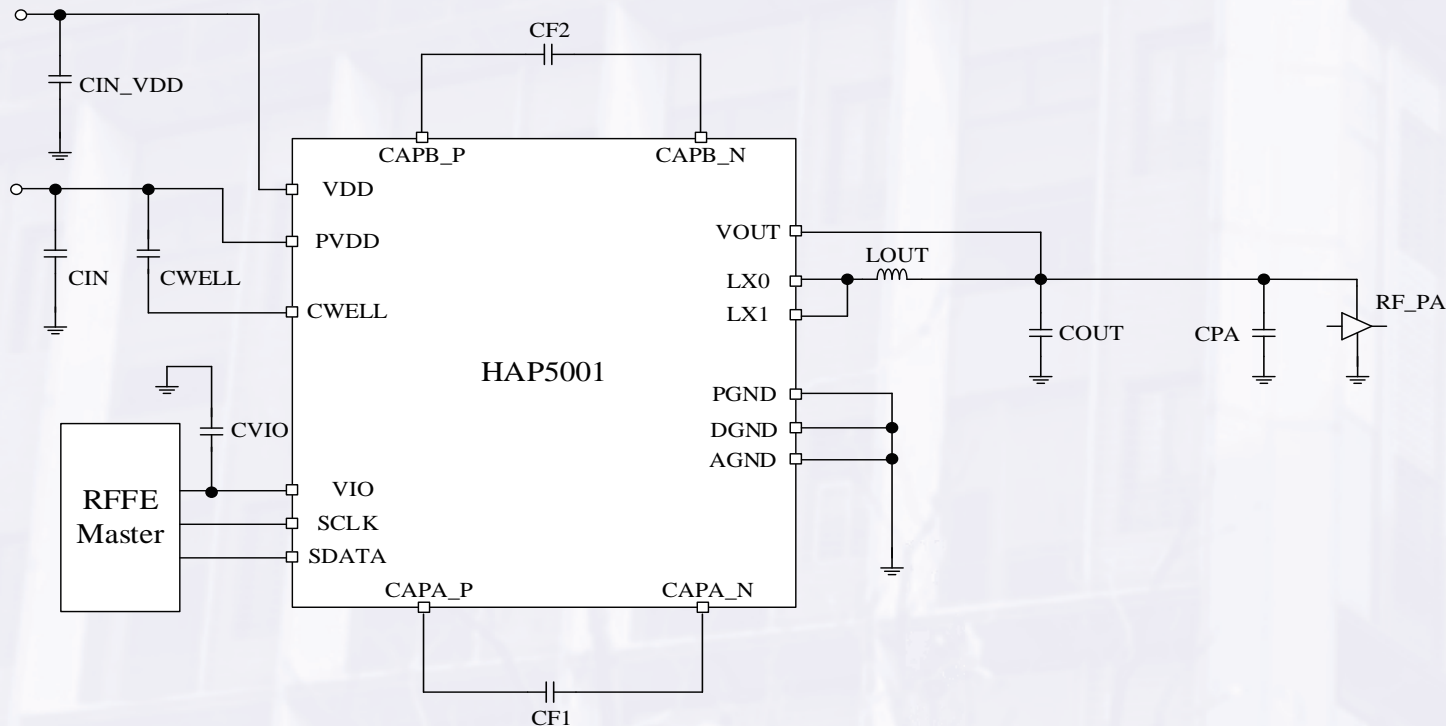 CF2
CIN_VDD
CAPB_P
CAPB_N
VDD
PVDD
CIN
CWELL
CWELL
VOUT
LOUT
LX0
LX1
COUT
CPA
RF_PA
HAP5001
PGND
DGND
AGND
CVIO
RFFE
Master
VIO
SCLK
SDATA
CAPA_P
CAPA_N
CF1